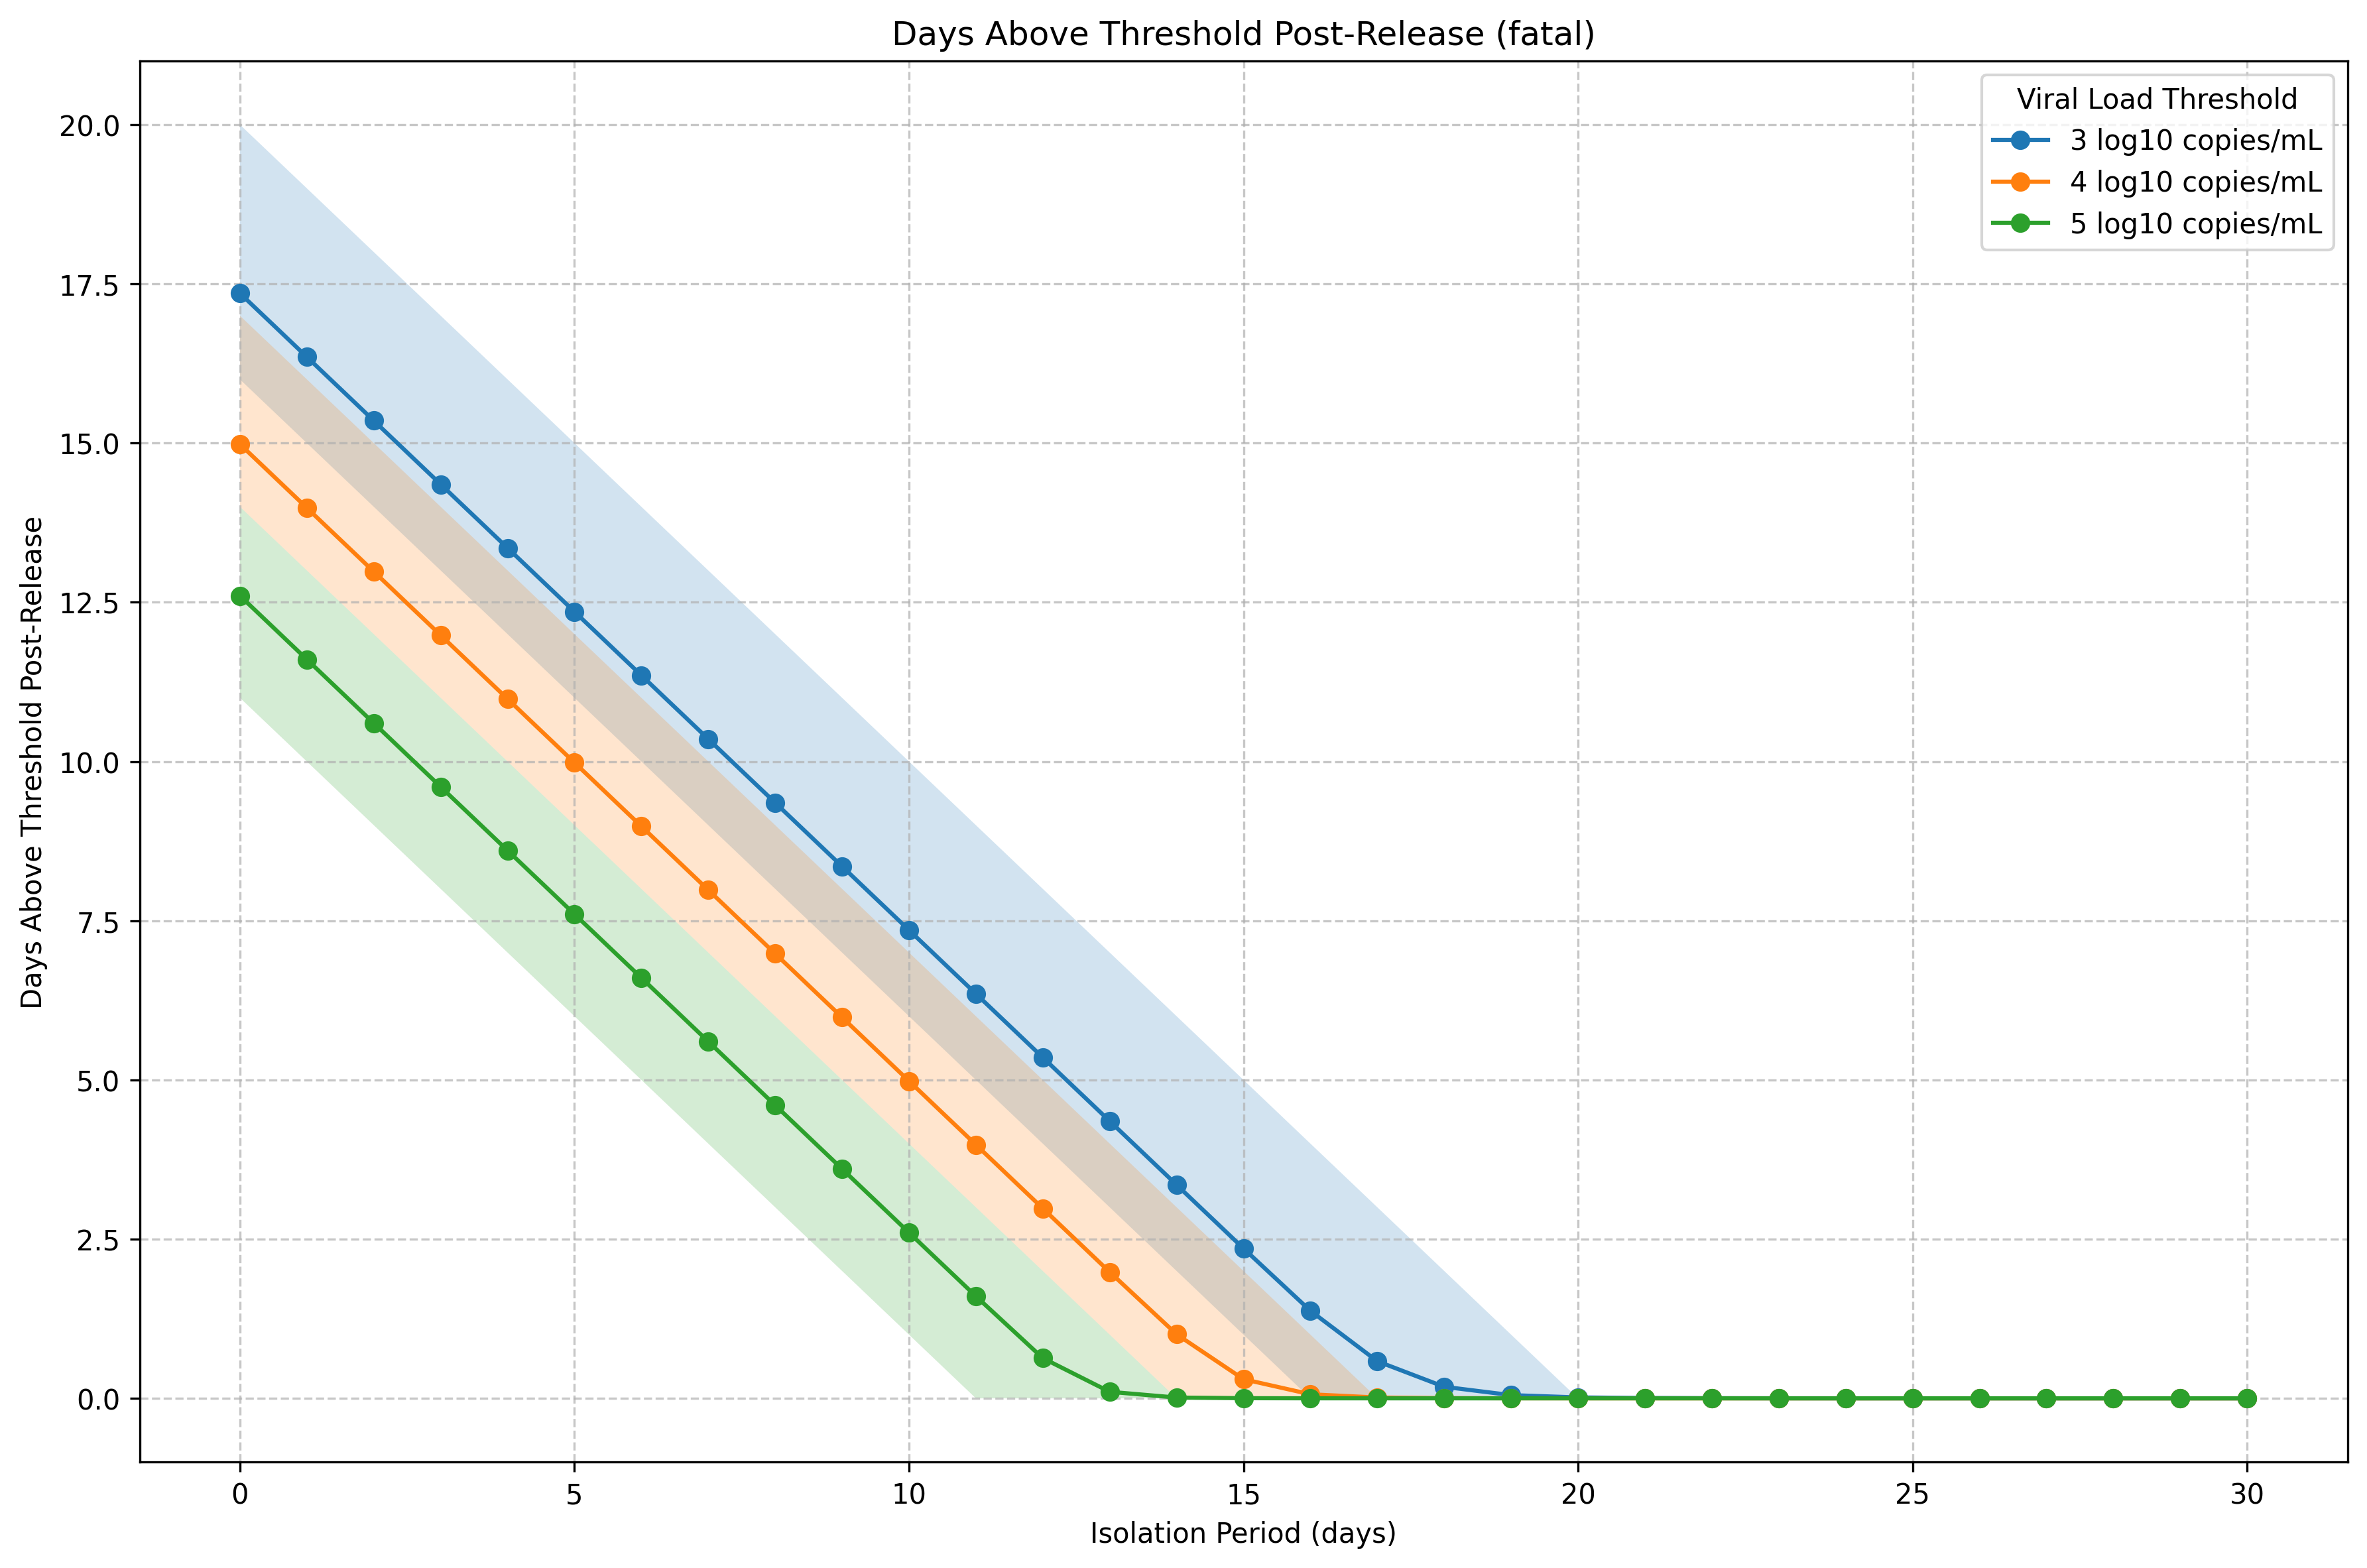 Days Above Threshold Post-Release (fatal)
Viral Load Threshold
3 log10 copies/mL
4 log10 copies/mL
5 log10 copies/mL
Days Above Threshold Post-Release
20.0
17.5
15.0
12.5
10.0
7.5
5.0
2.5
0.0
0 5 10 15 20 25 30
Isolation Period (days)